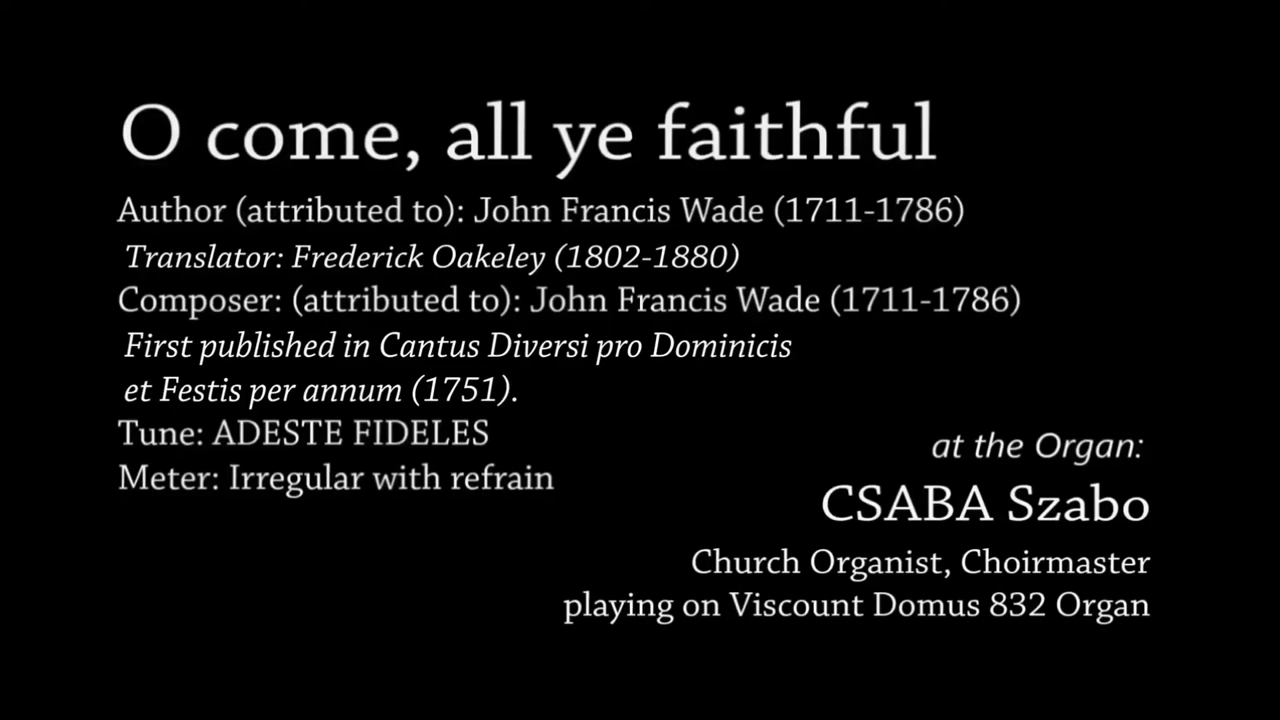 O come, all ye faithful
Author (attributed to): John Francis Wade (1711-1786)
Translator: Frederick Oakeley (1802-1880)
Composer: (attributed to): John Francis Wade (1711-1786)
First published in Cantus Diversi pro Dominicis
et Festis per annum (1751).
Tune: ADESTE FIDELES
Meter: Irregular with refrain
at the Organ:
CSABA Szabo
Church Organist, Choirmaster
playing on Viscount Domus 832 Organ